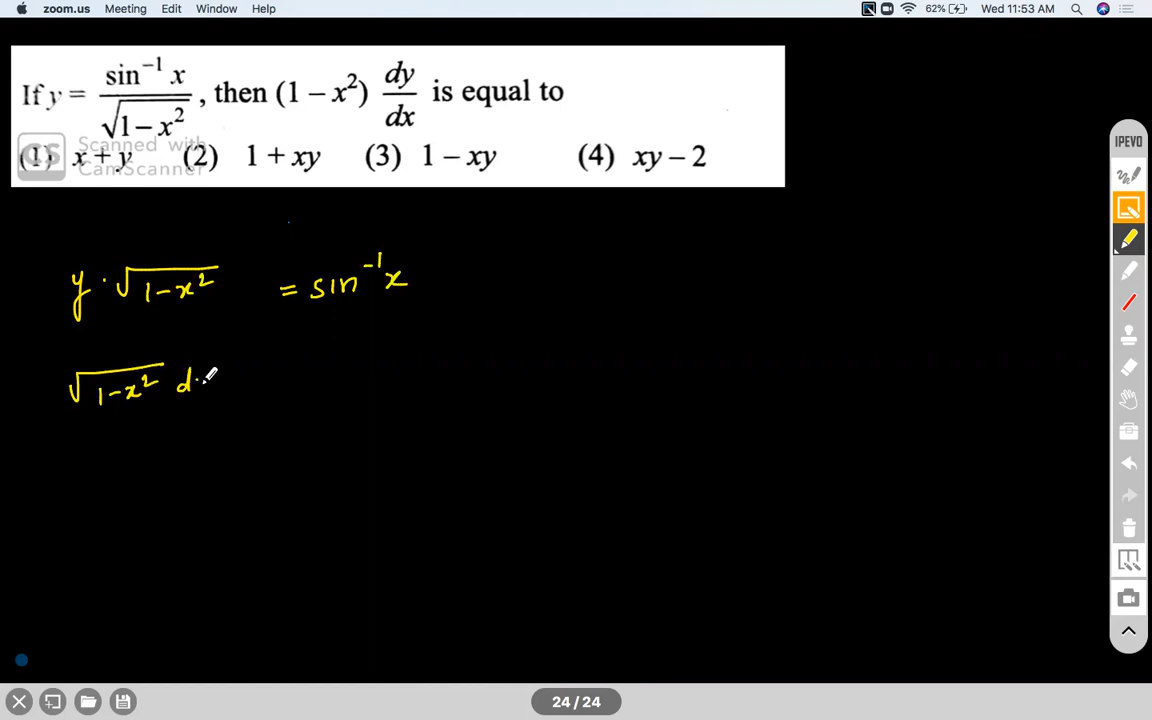 zoom.us Meeting Edit Window Help 62% Wed 11:53 AM
If y = sin⁻¹ x / √1 − x², then (1 − x²) dy/dx is equal to
Scanned with
CS
CamScanner
(1) x + y (2) 1 + xy (3) 1 − xy (4) xy − 2
IPEVO
y · √1−x² = sin⁻¹x
√1−x² d
24 / 24